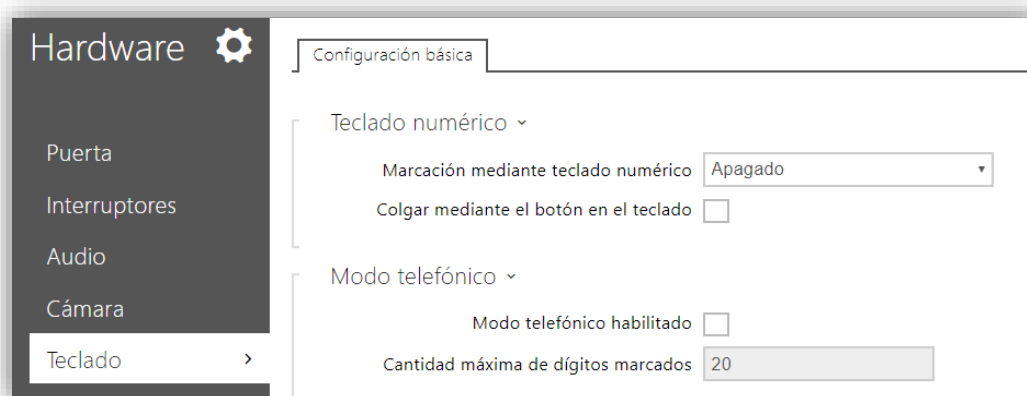 Hardware
Puerta
Interruptores
Audio
Cámara
Teclado
Configuración básica
Teclado numérico
Marcación mediante teclado numérico Apagado
Colgar mediante el botón en el teclado
Modo telefónico
Modo telefónico habilitado
Cantidad máxima de dígitos marcados 20